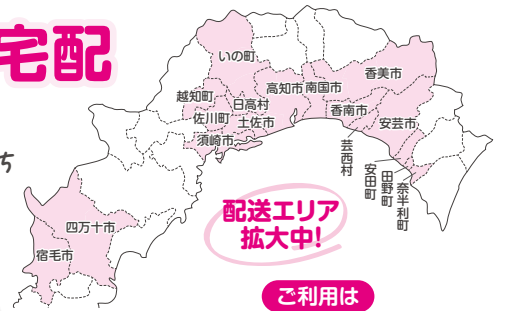 宅配
いの町
香美市
高知市
南国市
越知町
日高村
香南市
佐川町
土佐市
安芸市
須崎市
芸西村
安田町
田野町
奈半利町
ち
配送エリア
拡大中!
四万十市
宿毛市
ご利用は